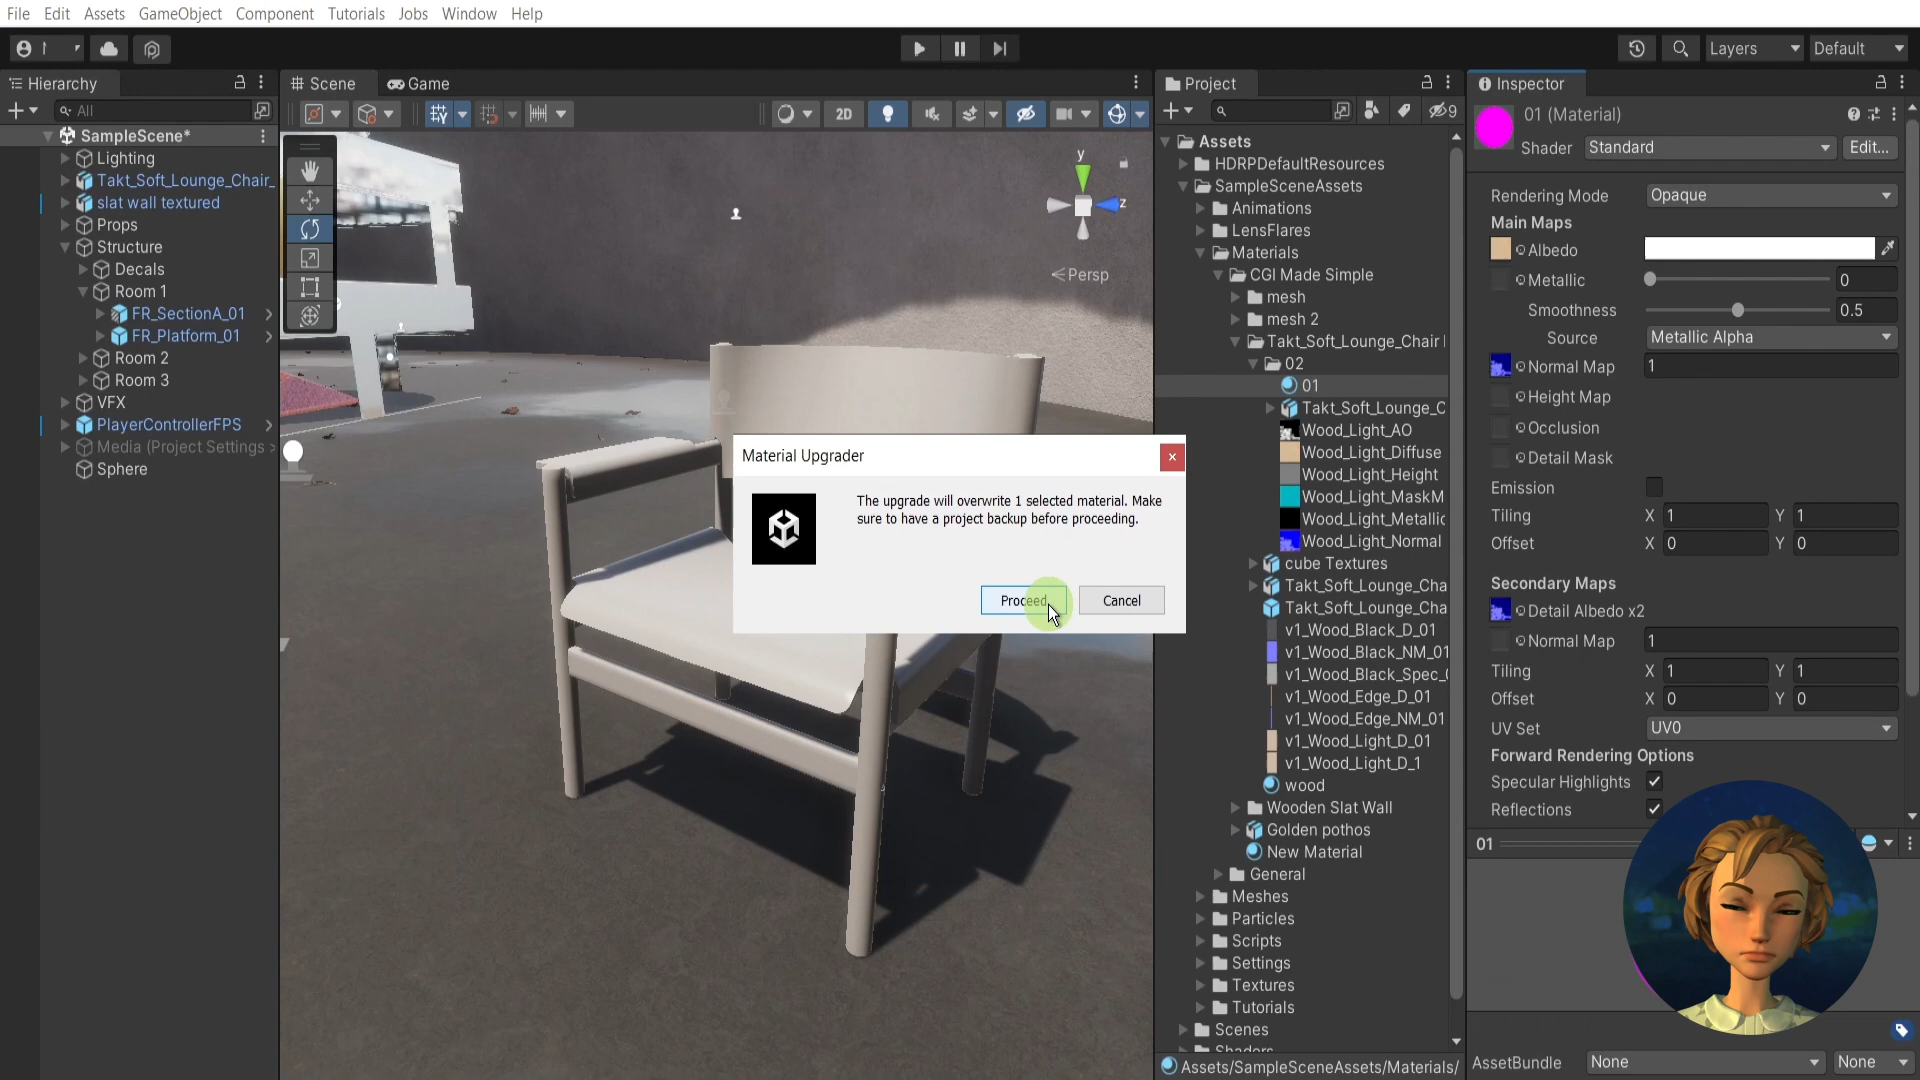 File Edit Assets GameObject Component Tutorials Jobs Window Help
Layers Default
Hierarchy
All
SampleScene*
Lighting
Takt_Soft_Lounge_Chair_
slat wall textured
Props
Structure
Decals
Room 1
FR_SectionA_01
FR_Platform_01
Room 2
Room 3
VFX
PlayerControllerFPS
Media (Project Settings
Sphere
Scene Game
2D
y
z
Persp
Material Upgrader
The upgrade will overwrite 1 selected material. Make
sure to have a project backup before proceeding.
Proceed Cancel
Project
9
Assets
HDRPDefaultResources
SampleSceneAssets
Animations
LensFlares
Materials
CGI Made Simple
mesh
mesh 2
Takt_Soft_Lounge_Chair
02
01
Takt_Soft_Lounge_C
Wood_Light_AO
Wood_Light_Diffuse
Wood_Light_Height
Wood_Light_MaskM
Wood_Light_Metallic
Wood_Light_Normal
cube Textures
Takt_Soft_Lounge_Cha
Takt_Soft_Lounge_Cha
v1_Wood_Black_D_01
v1_Wood_Black_NM_01
v1_Wood_Black_Spec_
v1_Wood_Edge_D_01
v1_Wood_Edge_NM_01
v1_Wood_Light_D_01
v1_Wood_Light_D_1
wood
Wooden Slat Wall
Golden pothos
New Material
General
Meshes
Particles
Scripts
Settings
Textures
Tutorials
Scenes
Shaders
Assets/SampleSceneAssets/Materials/
Inspector
01 (Material)
Shader Standard Edit...
Rendering Mode Opaque
Main Maps
Albedo
Metallic 0
Smoothness 0.5
Source Metallic Alpha
Normal Map 1
Height Map
Occlusion
Detail Mask
Emission
Tiling X 1 Y 1
Offset X 0 Y 0
Secondary Maps
Detail Albedo x2
Normal Map 1
Tiling X 1 Y 1
Offset X 0 Y 0
UV Set UV0
Forward Rendering Options
Specular Highlights
Reflections
01
AssetBundle None None